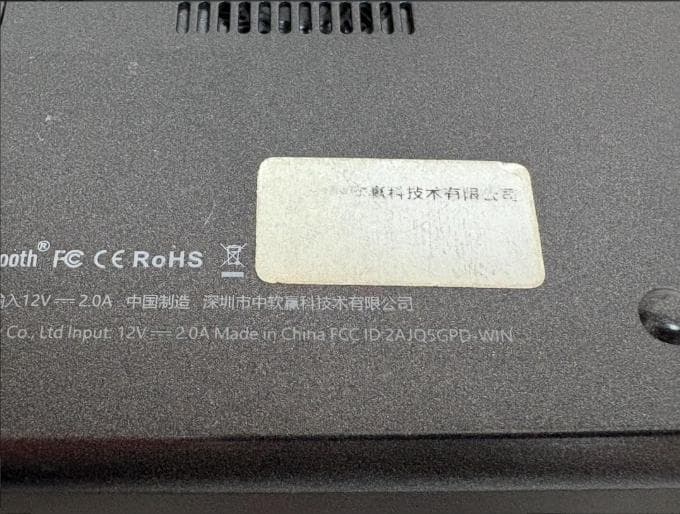 科技术有限公司
ooth® FC CE RoHS
入12V⎓2.0A 中国制造 深圳市中软赢科技术有限公司
Co., Ltd Input: 12V⎓2.0A Made in China FCC ID:2AJQ5GPD-WIN